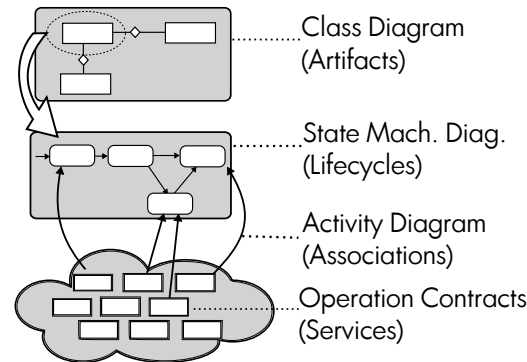 Class Diagram
(Artifacts)
State Mach. Diag.
(Lifecycles)
Activity Diagram
(Associations)
Operation Contracts
(Services)